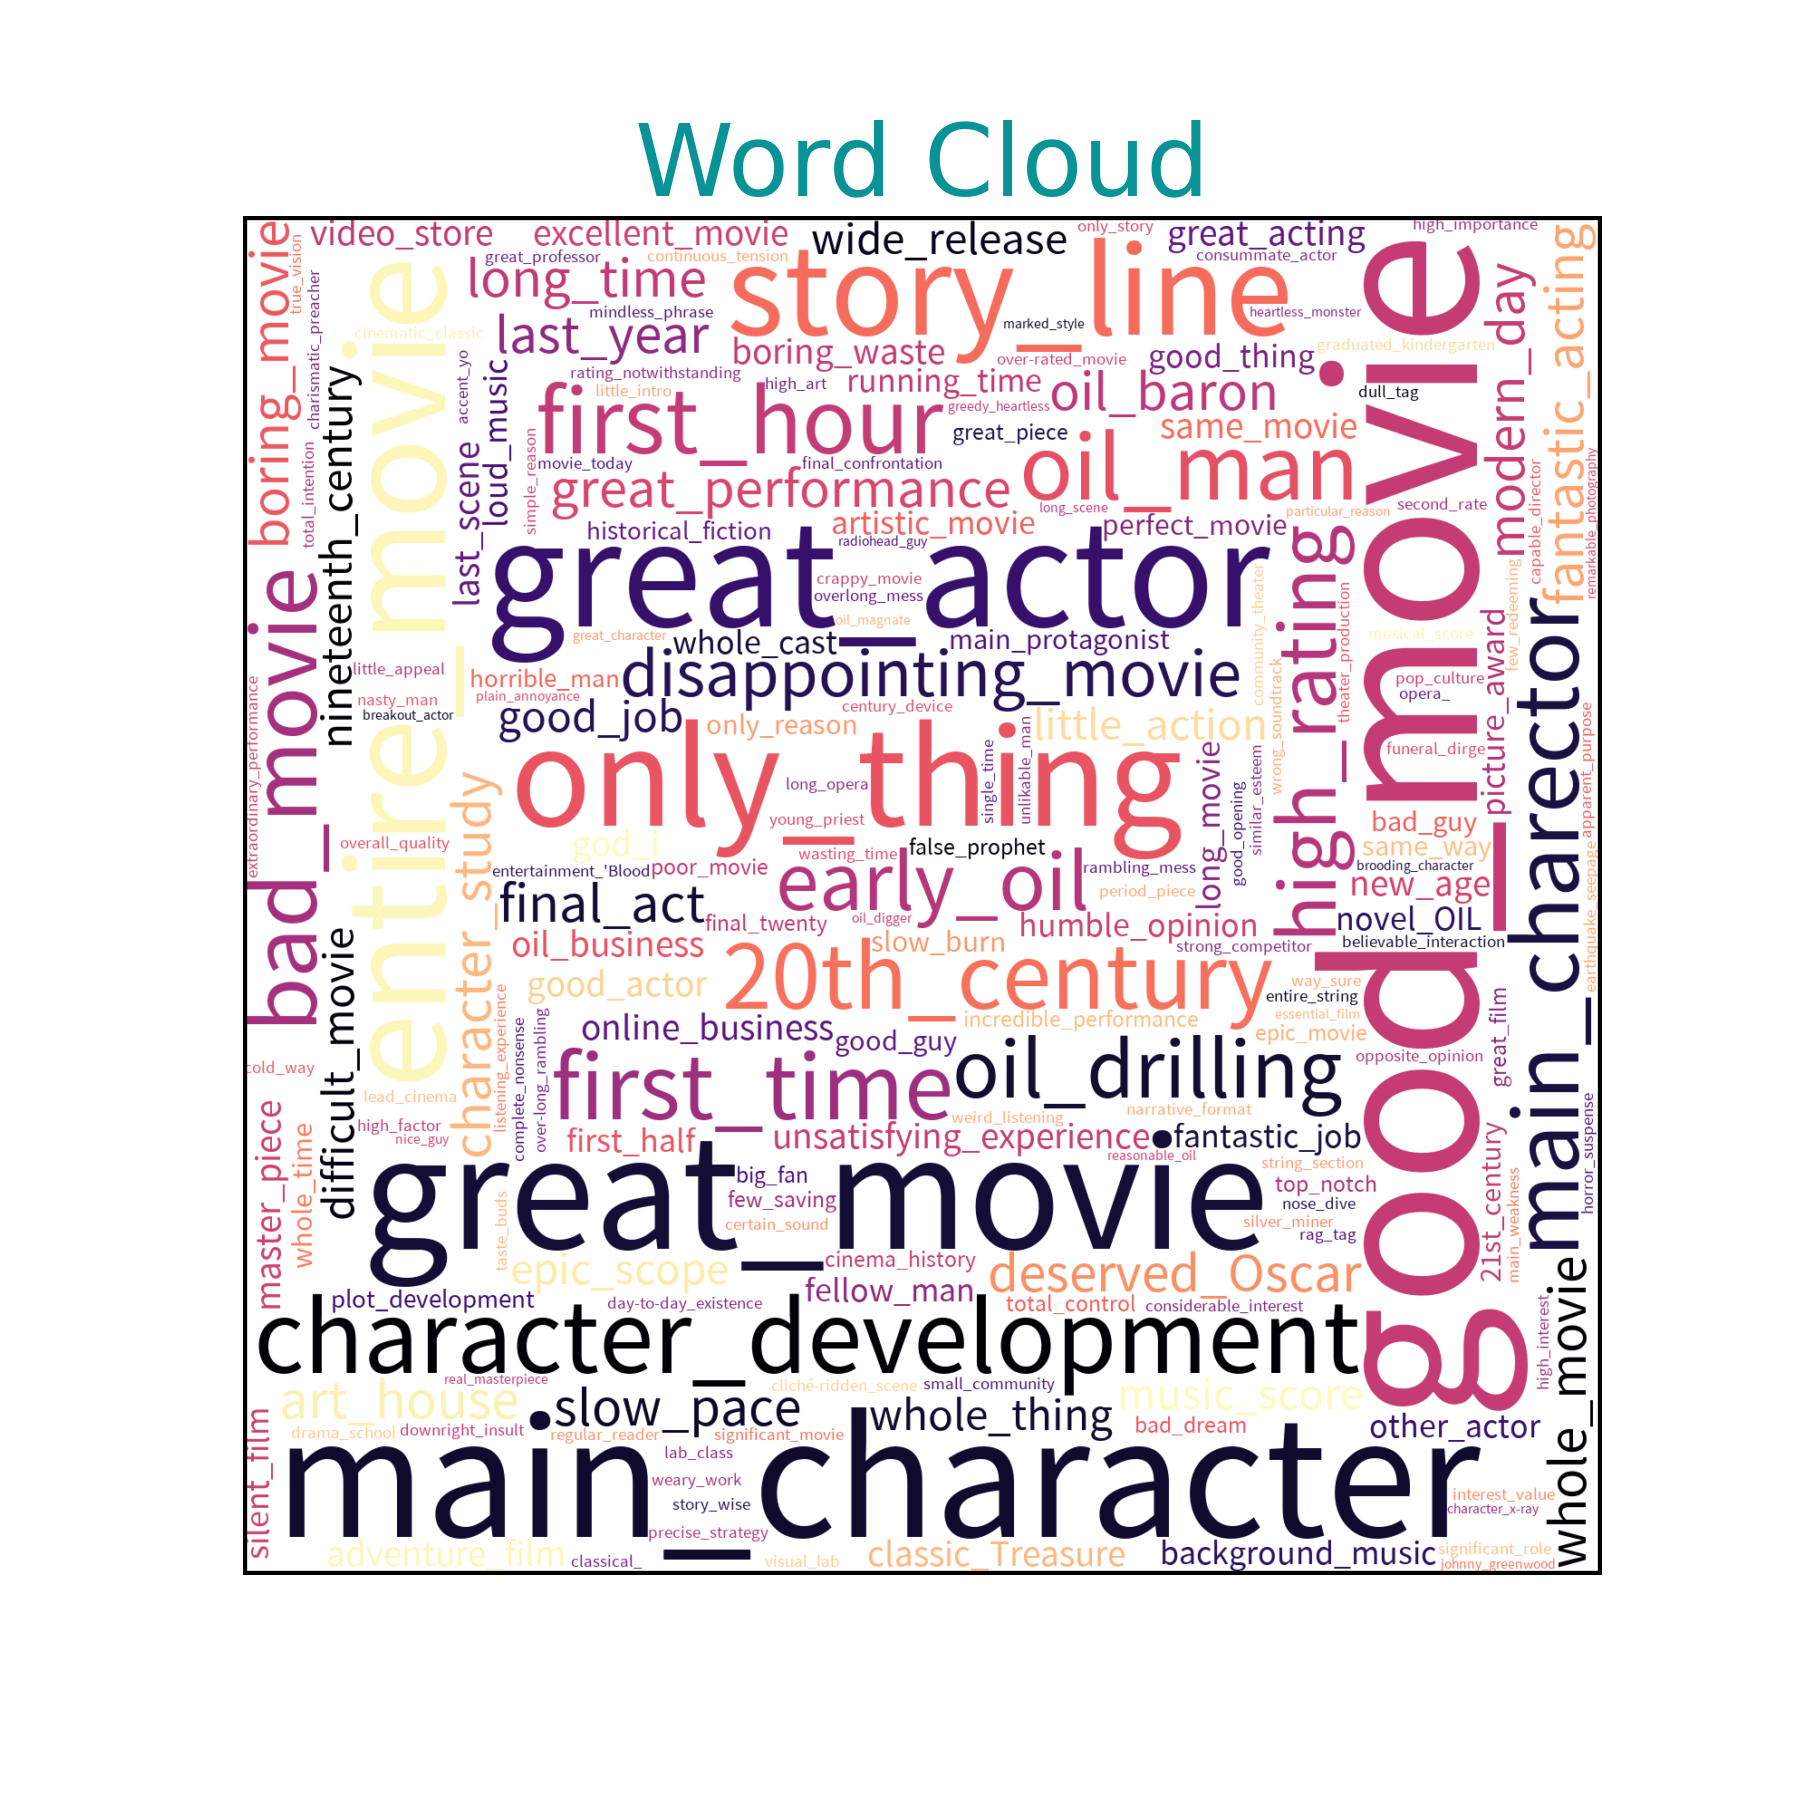 Word Cloud
boring_movie
true_vision
video_store
excellent_movie
wide_release
only_story
great_acting
high_importance
charismatic_preacher
great_professor
continuous_tension
consummate_actor
long_time
story_line
good_movie
modern_day
fantastic_acting
cinematic_classic
mindless_phrase
marked_style
heartless_monster
last_year
boring_waste
over-rated_movie
good_thing
graduated_kindergarten
accent_yo
loud_music
rating_notwithstanding
little_intro
high_art
running_time
oil_baron
dull_tag
first_hour
greedy_heartless
nineteenth_century
entire_movie
last_scene
simple_reason
great_piece
same_movie
total_intention
movie_today
final_confrontation
oil_man
great_performance
long_scene
particular_reason
second_rate
capable_director
remarkable_photography
historical_fiction
artistic_movie
perfect_movie
radiohead_guy
great_actor
high_rating
bad_movie
crappy_movie
overlong_mess
oil_magnate
community_theater
theater_production
few_redeeming
great_character
whole_cast
main_protagonist
musical_score
picture_award
main_charector
little_appeal
horrible_man
disappointing_movie
wrong_soundtrack
pop_culture
opera_
extraordinary_performance
nasty_man
plain_annoyance
breakout_actor
good_job
only_reason
century_device
little_action
apparent_purpose
only_thing
single_time
unlikable_man
long_movie
good_opening
similar_esteem
funeral_dirge
long_opera
character_study
young_priest
bad_guy
overall_quality
god_i
wasting_time
false_prophet
same_way
earthquake_seepage
entertainment_'Blood
poor_movie
early_oil
rambling_mess
brooding_character
final_act
period_piece
new_age
final_twenty
oil_digger
humble_opinion
novel_OIL
difficult_movie
oil_business
slow_burn
strong_competitor
believable_interaction
good_actor
20th_century
way_sure
entire_string
listening_experience
complete_nonsense
over-long_rambling
online_business
incredible_performance
essential_film
epic_movie
great_film
good_guy
oil_drilling
opposite_opinion
cold_way
first_time
lead_cinema
weird_listening
narrative_format
master_piece
whole_time
high_factor
nice_guy
first_half
unsatisfying_experience
fantastic_job
horror_suspense
reasonable_oil
string_section
21st_century
main_weakness
great_movie
big_fan
few_saving
top_notch
nose_dive
taste_buds
certain_sound
silver_miner
rag_tag
epic_scope
cinema_history
deserved_Oscar
whole_movie
plot_development
day-to-day_existence
fellow_man
total_control
considerable_interest
high_interest
character_development
real_masterpiece
cliché-ridden_scene
small_community
art_house
slow_pace
whole_thing
music_score
silent_film
drama_school
downright_insult
regular_reader
significant_movie
bad_dream
other_actor
main_character
lab_class
weary_work
story_wise
interest_value
character_x-ray
precise_strategy
adventure_film
classical_
visual_lab
classic_Treasure
background_music
significant_role
johnny_greenwood